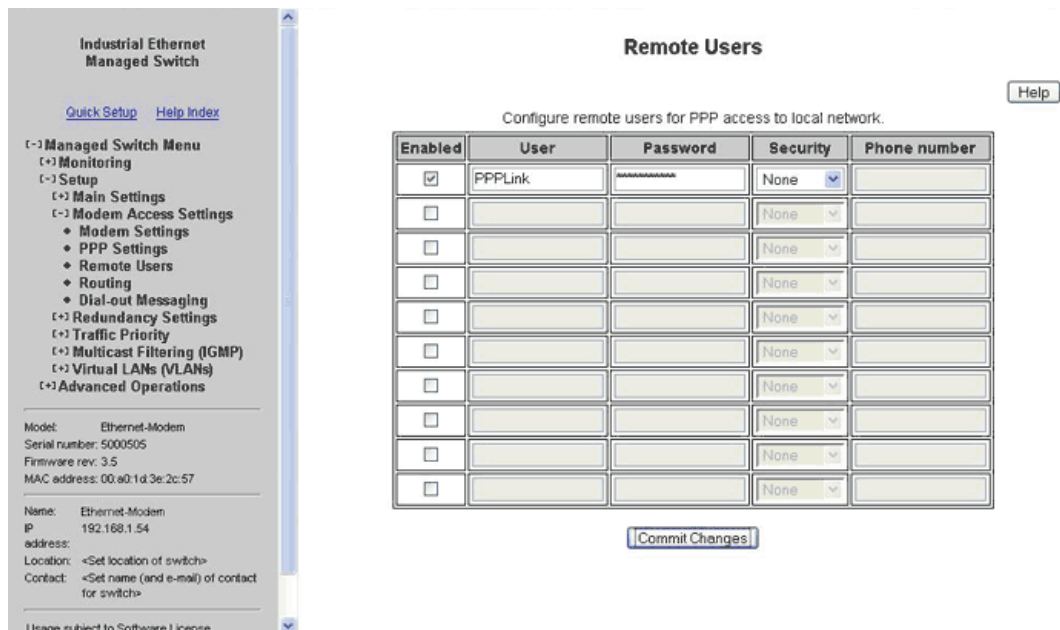 Industrial Ethernet
Managed Switch
Quick Setup Help Index
[-] Managed Switch Menu
[+] Monitoring
[-] Setup
[+] Main Settings
[-] Modem Access Settings
Modem Settings
PPP Settings
Remote Users
Routing
Dial-out Messaging
[+] Redundancy Settings
[+] Traffic Priority
[+] Multicast Filtering (IGMP)
[+] Virtual LANs (VLANs)
[+] Advanced Operations
Model: Ethernet-Modem
Serial number: 5000505
Firmware rev: 3.5
MAC address: 00:a0:1d:3e:2c:57
Name: Ethernet-Modem
IP address: 192.168.1.54
Location: <Set location of switch>
Contact: <Set name (and e-mail) of contact
for switch>
Usage subject to Software License
Remote Users
Help
Configure remote users for PPP access to local network.
Enabled User Password Security Phone number
PPPLink ************ None
None
None
None
None
None
None
None
None
None
Commit Changes